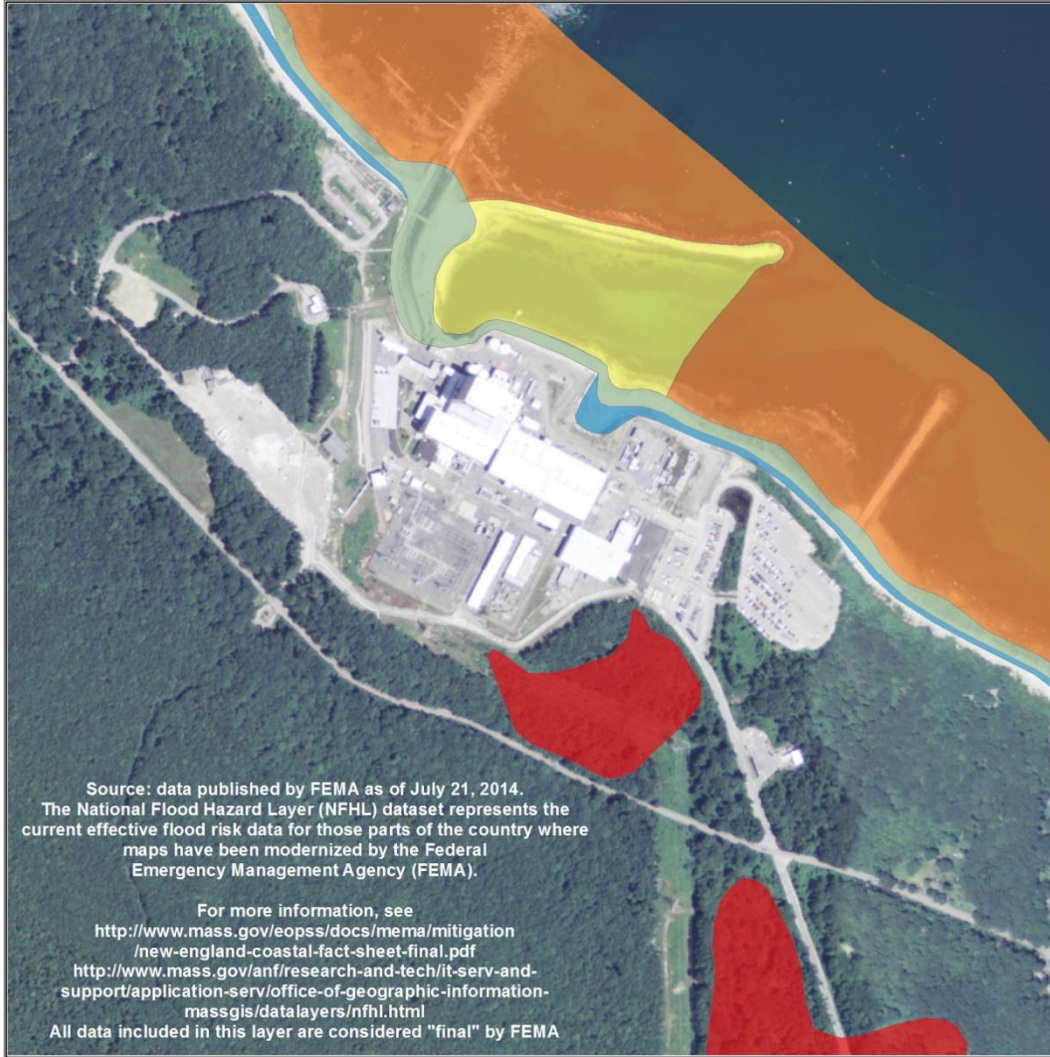 Source: data published by FEMA as of July 21, 2014.
The National Flood Hazard Layer (NFHL) dataset represents the
current effective flood risk data for those parts of the country where
maps have been modernized by the Federal
Emergency Management Agency (FEMA).
For more information, see
http://www.mass.gov/eopss/docs/mema/mitigation
/new-england-coastal-fact-sheet-final.pdf
http://www.mass.gov/anf/research-and-tech/it-serv-and-
support/application-serv/office-of-geographic-information-
massgis/datalayers/nfhl.html
All data included in this layer are considered "final" by FEMA